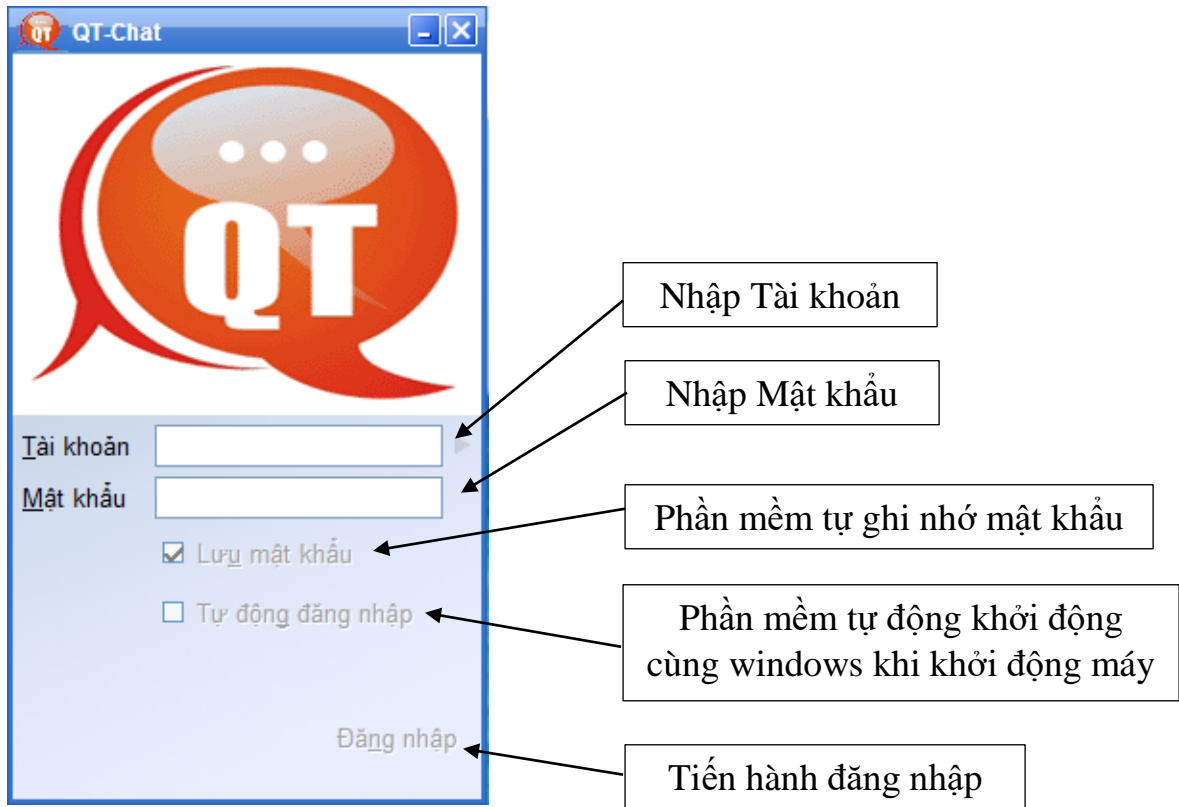 QT QT-Chat
QT
Nhập Tài khoản
Nhập Mật khẩu
Tài khoản
Mật khẩu
Phần mềm tự ghi nhớ mật khẩu
Lưu mật khẩu
Tự động đăng nhập
Phần mềm tự động khởi động
cùng windows khi khởi động máy
Đăng nhập
Tiến hành đăng nhập